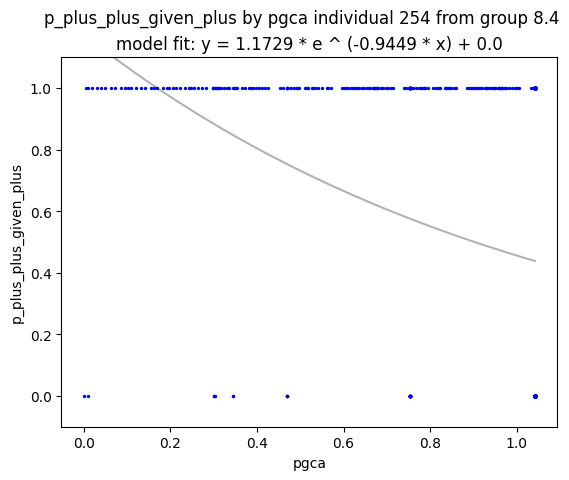 p_plus_plus_given_plus by pgca individual 254 from group 8.4
model fit: y = 1.1729 * e ^ (-0.9449 * x) + 0.0
1.0
0.8
0.6
0.4
0.2
0.0
p_plus_plus_given_plus
0.0 0.2 0.4 0.6 0.8 1.0
pgca